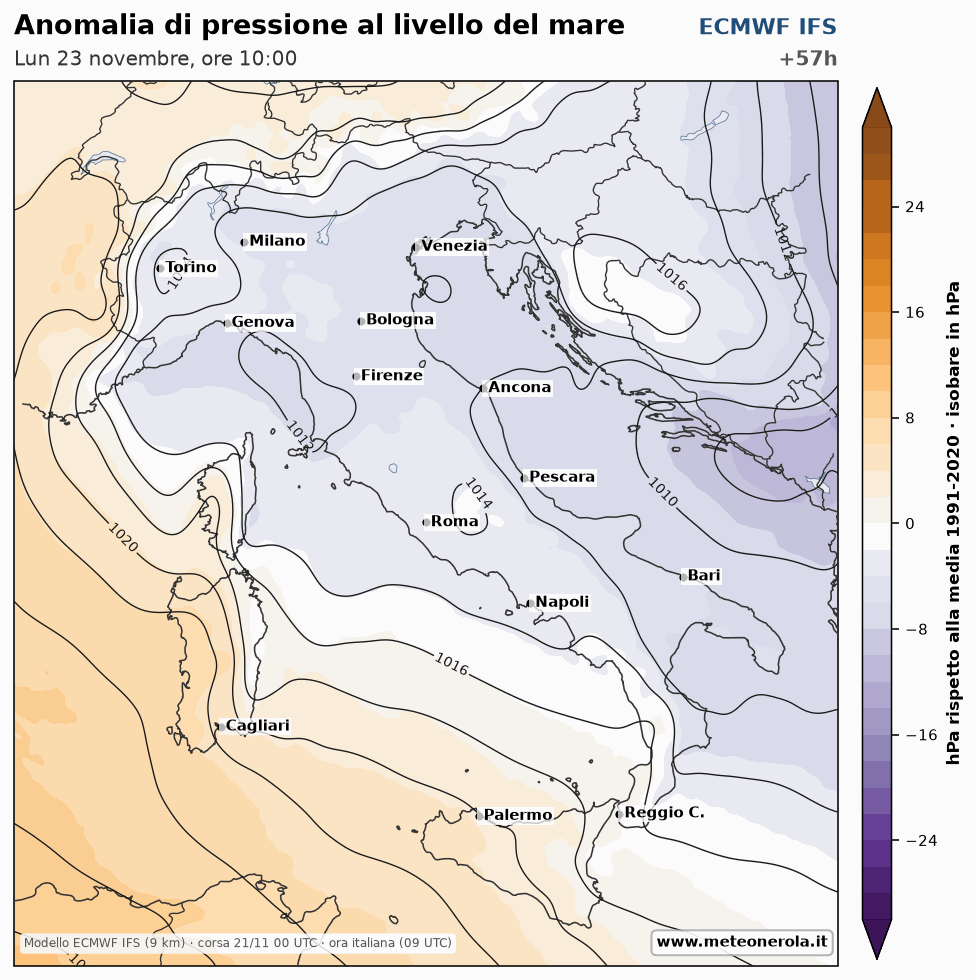 Anomalia di pressione al livello del mare
ECMWF IFS
Lun 23 novembre, ore 10:00
+57h
Milano
Venezia
Torino
1016
Genova
Bologna
Firenze
Ancona
1012
Pescara
1010
1014
Roma
1020
Bari
Napoli
1016
Cagliari
Palermo
Reggio C.
Modello ECMWF IFS (9 km) · corsa 21/11 00 UTC · ora italiana (09 UTC)
www.meteonerola.it
24
16
8
0
−8
−16
−24
hPa rispetto alla media 1991-2020 · isobare in hPa